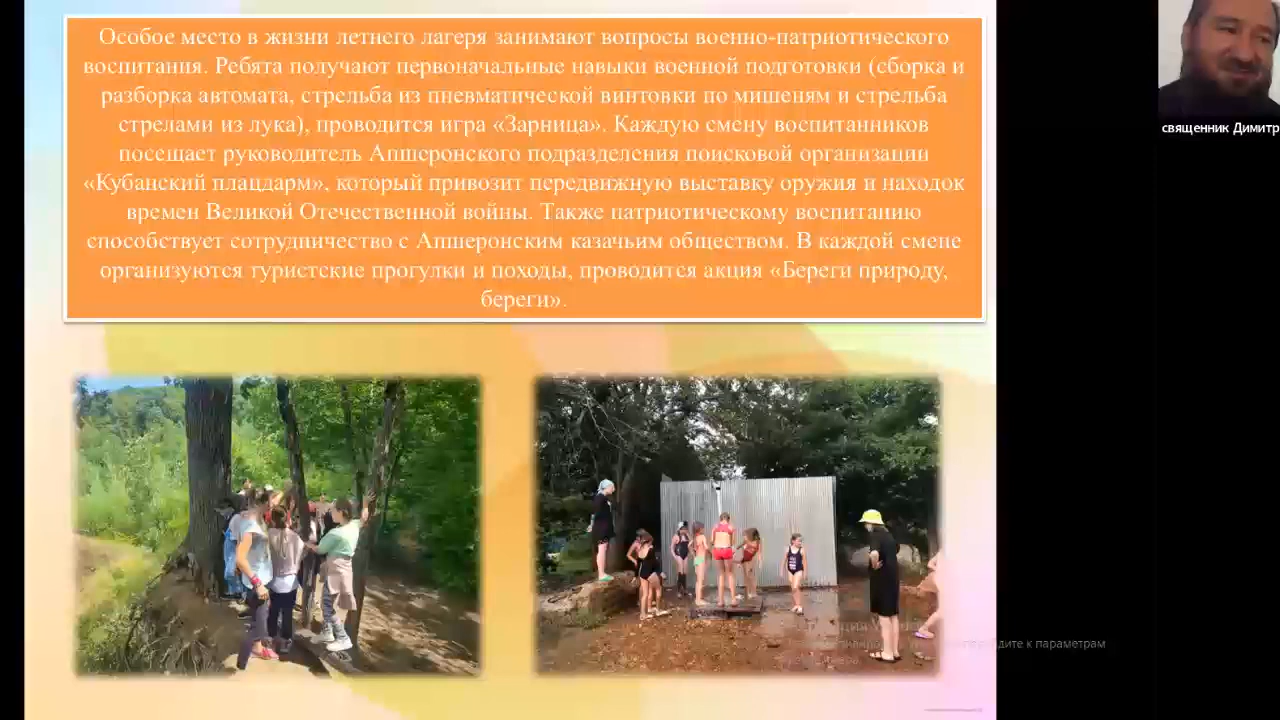 Особое место в жизни летнего лагеря занимают вопросы военно-патриотического
воспитания. Ребята получают первоначальные навыки военной подготовки (сборка и
разборка автомата, стрельба из пневматической винтовки по мишеням и стрельба
стрелами из лука), проводится игра «Зарница». Каждую смену воспитанников
посещает руководитель Апшеронского подразделения поисковой организации
«Кубанский плацдарм», который привозит передвижную выставку оружия и находок
времен Великой Отечественной войны. Также патриотическому воспитанию
способствует сотрудничество с Апшеронским казачьим обществом. В каждой смене
организуются туристские прогулки и походы, проводится акция «Береги природу,
береги».
священник Димитр
к параметрам